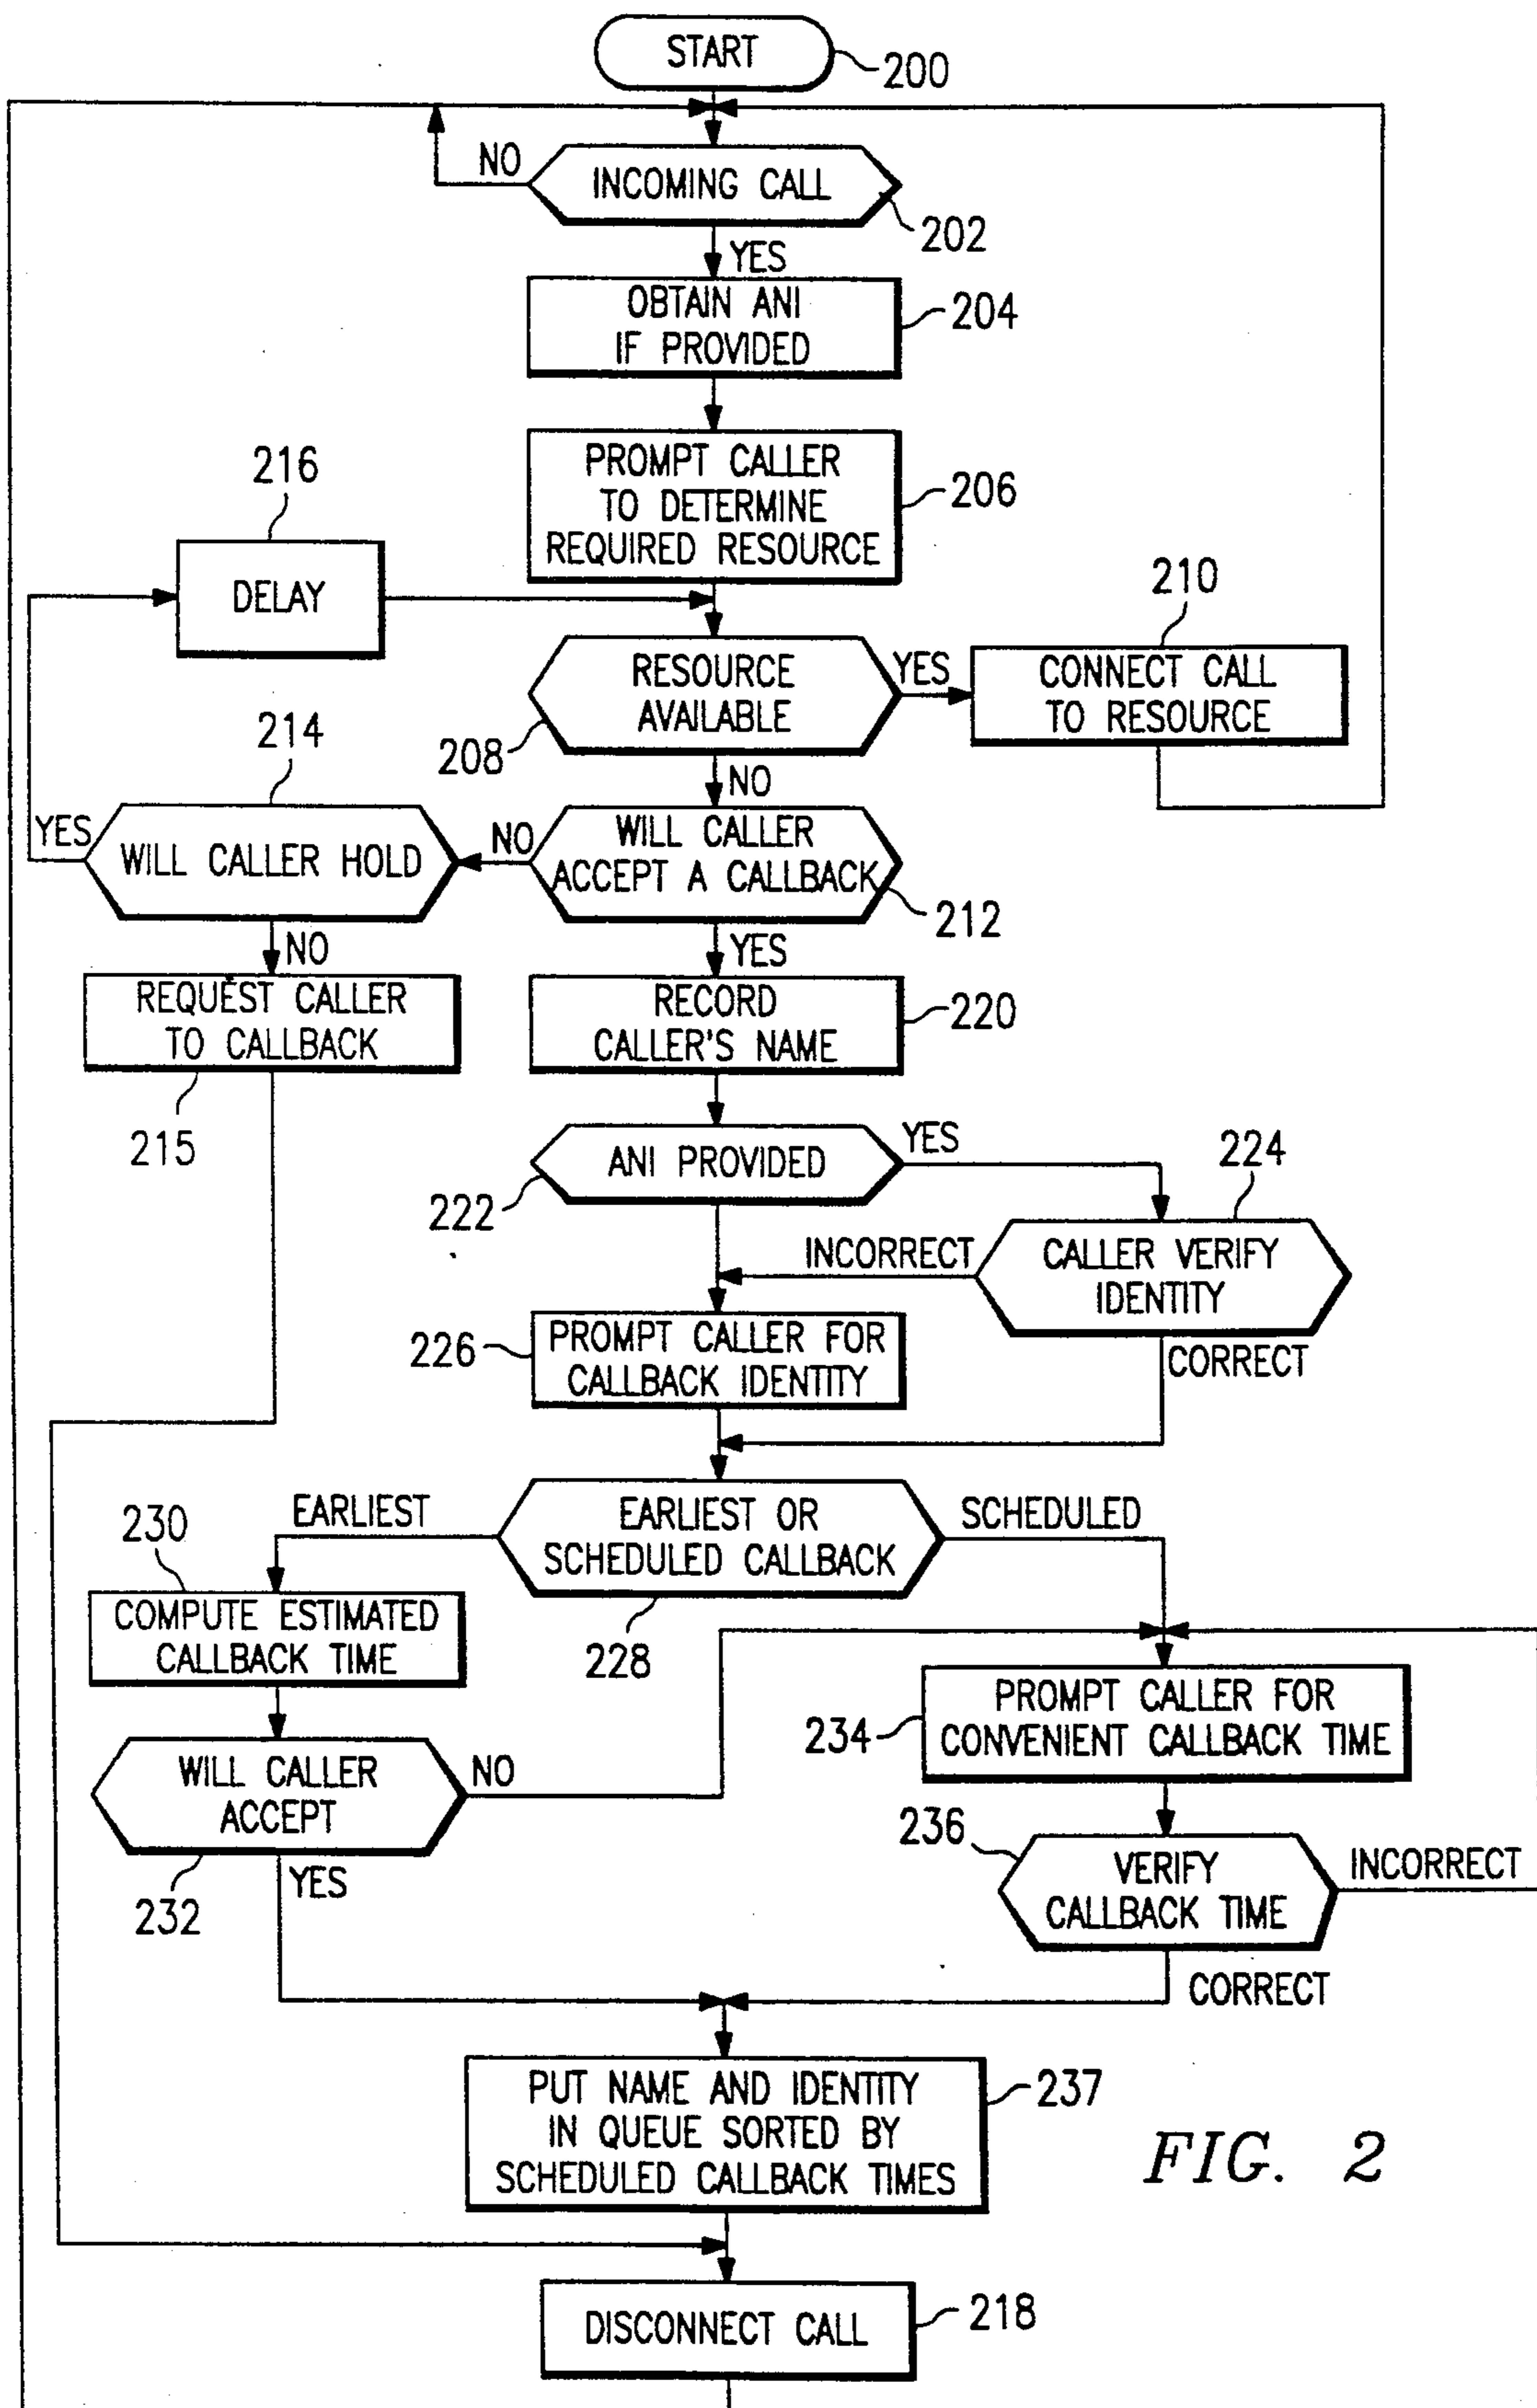 START
200
NO
INCOMING CALL
202
YES
OBTAIN ANI
IF PROVIDED
204
PROMPT CALLER
TO DETERMINE
REQUIRED RESOURCE
206
216
DELAY
210
RESOURCE
AVAILABLE
YES
CONNECT CALL
TO RESOURCE
208
NO
214
YES
WILL CALLER HOLD
NO
WILL CALLER
ACCEPT A CALLBACK
212
NO
YES
REQUEST CALLER
TO CALLBACK
215
RECORD
CALLER'S NAME
220
ANI PROVIDED
YES
222
224
INCORRECT
CALLER VERIFY
IDENTITY
226
PROMPT CALLER FOR
CALLBACK IDENTITY
CORRECT
EARLIEST
EARLIEST OR
SCHEDULED CALLBACK
SCHEDULED
228
230
COMPUTE ESTIMATED
CALLBACK TIME
234
PROMPT CALLER FOR
CONVENIENT CALLBACK TIME
WILL CALLER
ACCEPT
NO
232
YES
236
VERIFY
CALLBACK TIME
INCORRECT
CORRECT
PUT NAME AND IDENTITY
IN QUEUE SORTED BY
SCHEDULED CALLBACK TIMES
237
FIG. 2
DISCONNECT CALL
218